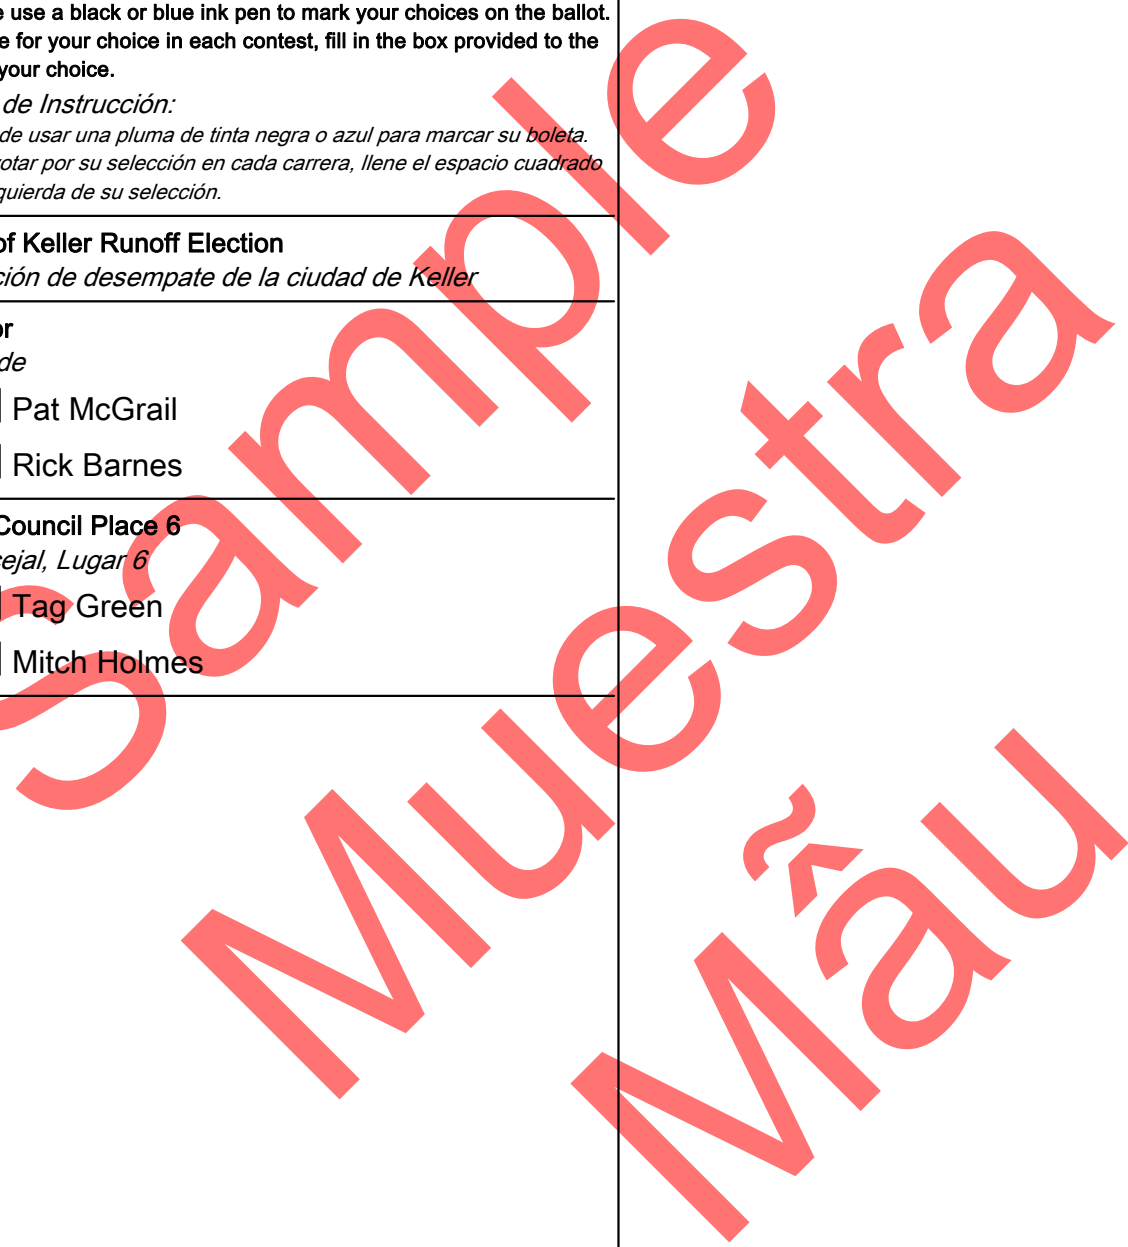 use a black or blue ink pen to mark your choices on the ballot.
for your choice in each contest, fill in the box provided to the
your choice.
de Instrucción:
de usar una pluma de tinta negra o azul para marcar su boleta.
otar por su selección en cada carrera, llene el espacio cuadrado
quierda de su selección.
of Keller Runoff Election
ción de desempate de la ciudad de Keller
or
de
Pat McGrail
Rick Barnes
Council Place 6
cejal, Lugar 6
Tag Green
Mitch Holmes
Sample
Muestra
Mẫu